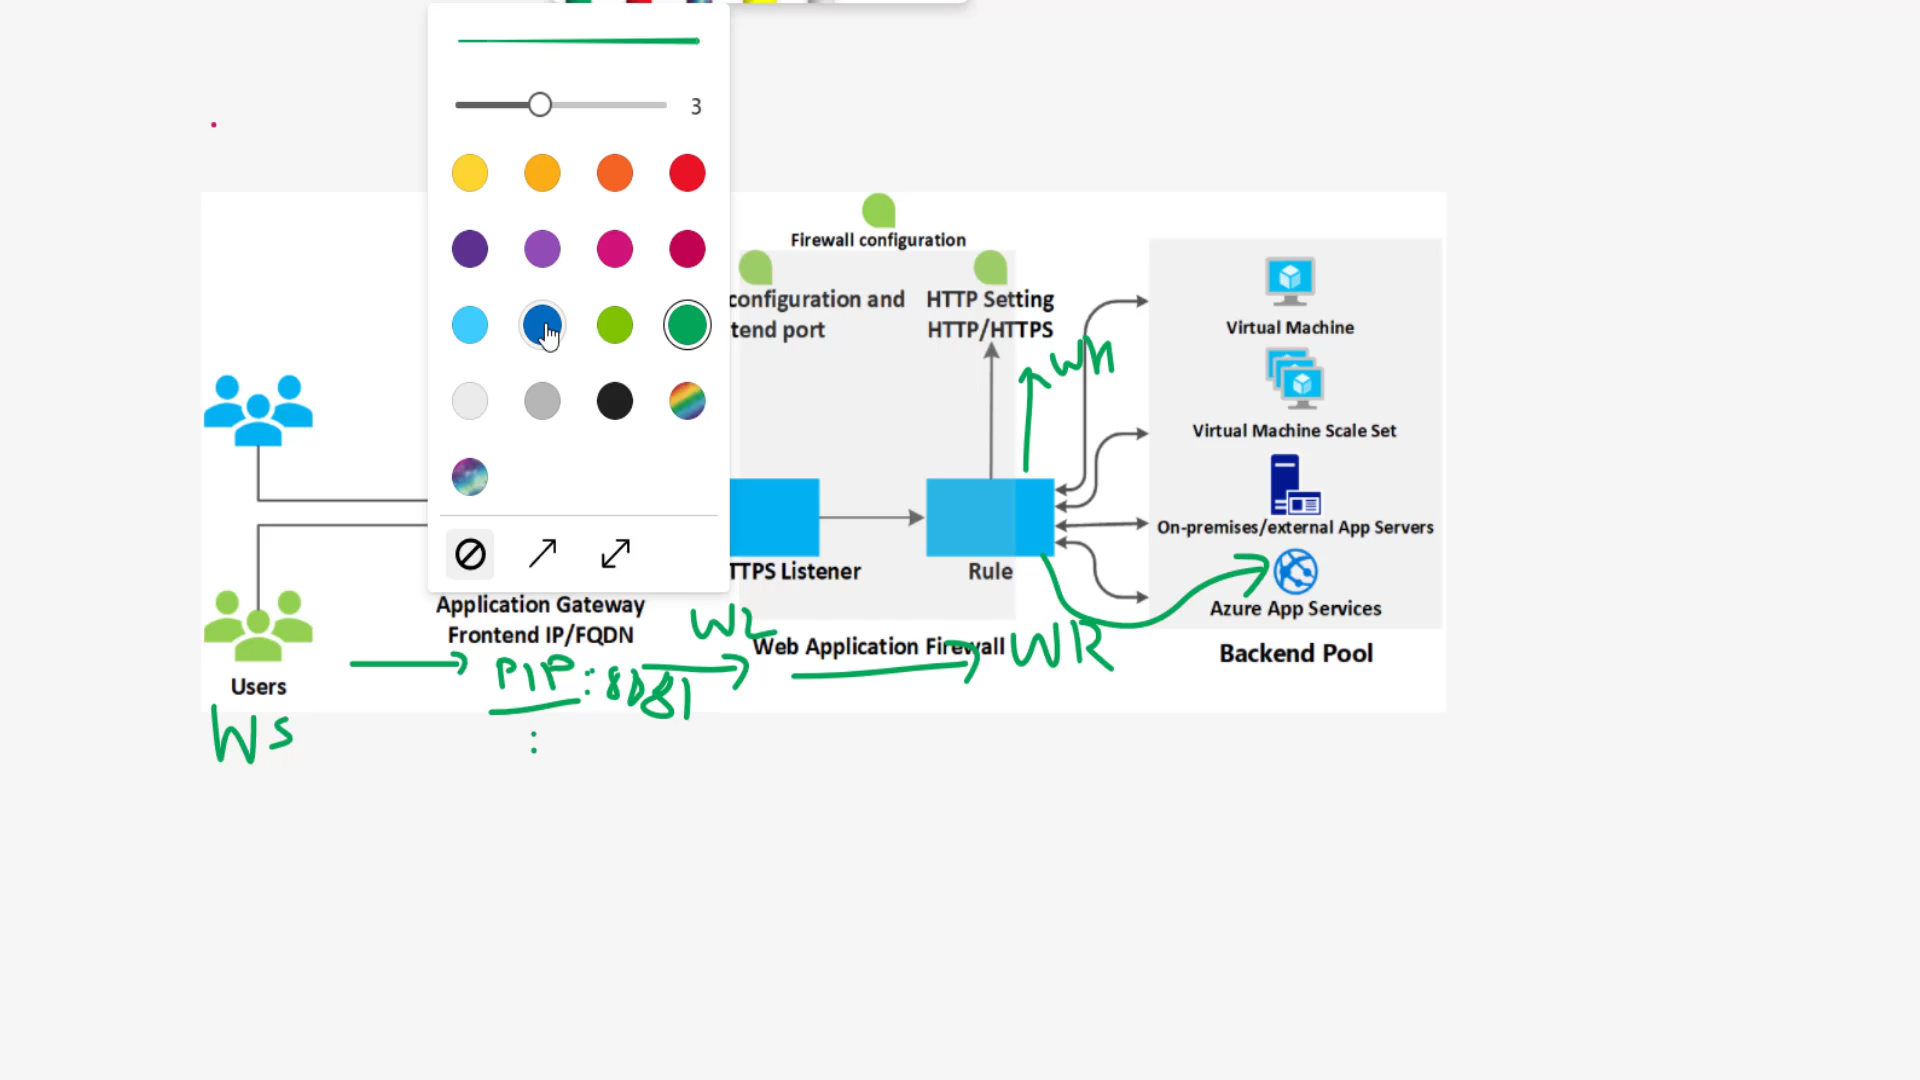 3
Firewall configuration
configuration and
tend port
HTTP Setting
HTTP/HTTPS
WH
Virtual Machine
Virtual Machine Scale Set
On-premises/external App Servers
Azure App Services
Backend Pool
TTPS Listener
Rule
Application Gateway
Frontend IP/FQDN
WL
Web Application Firewall
WR
PIP:8081
:
Users
WS